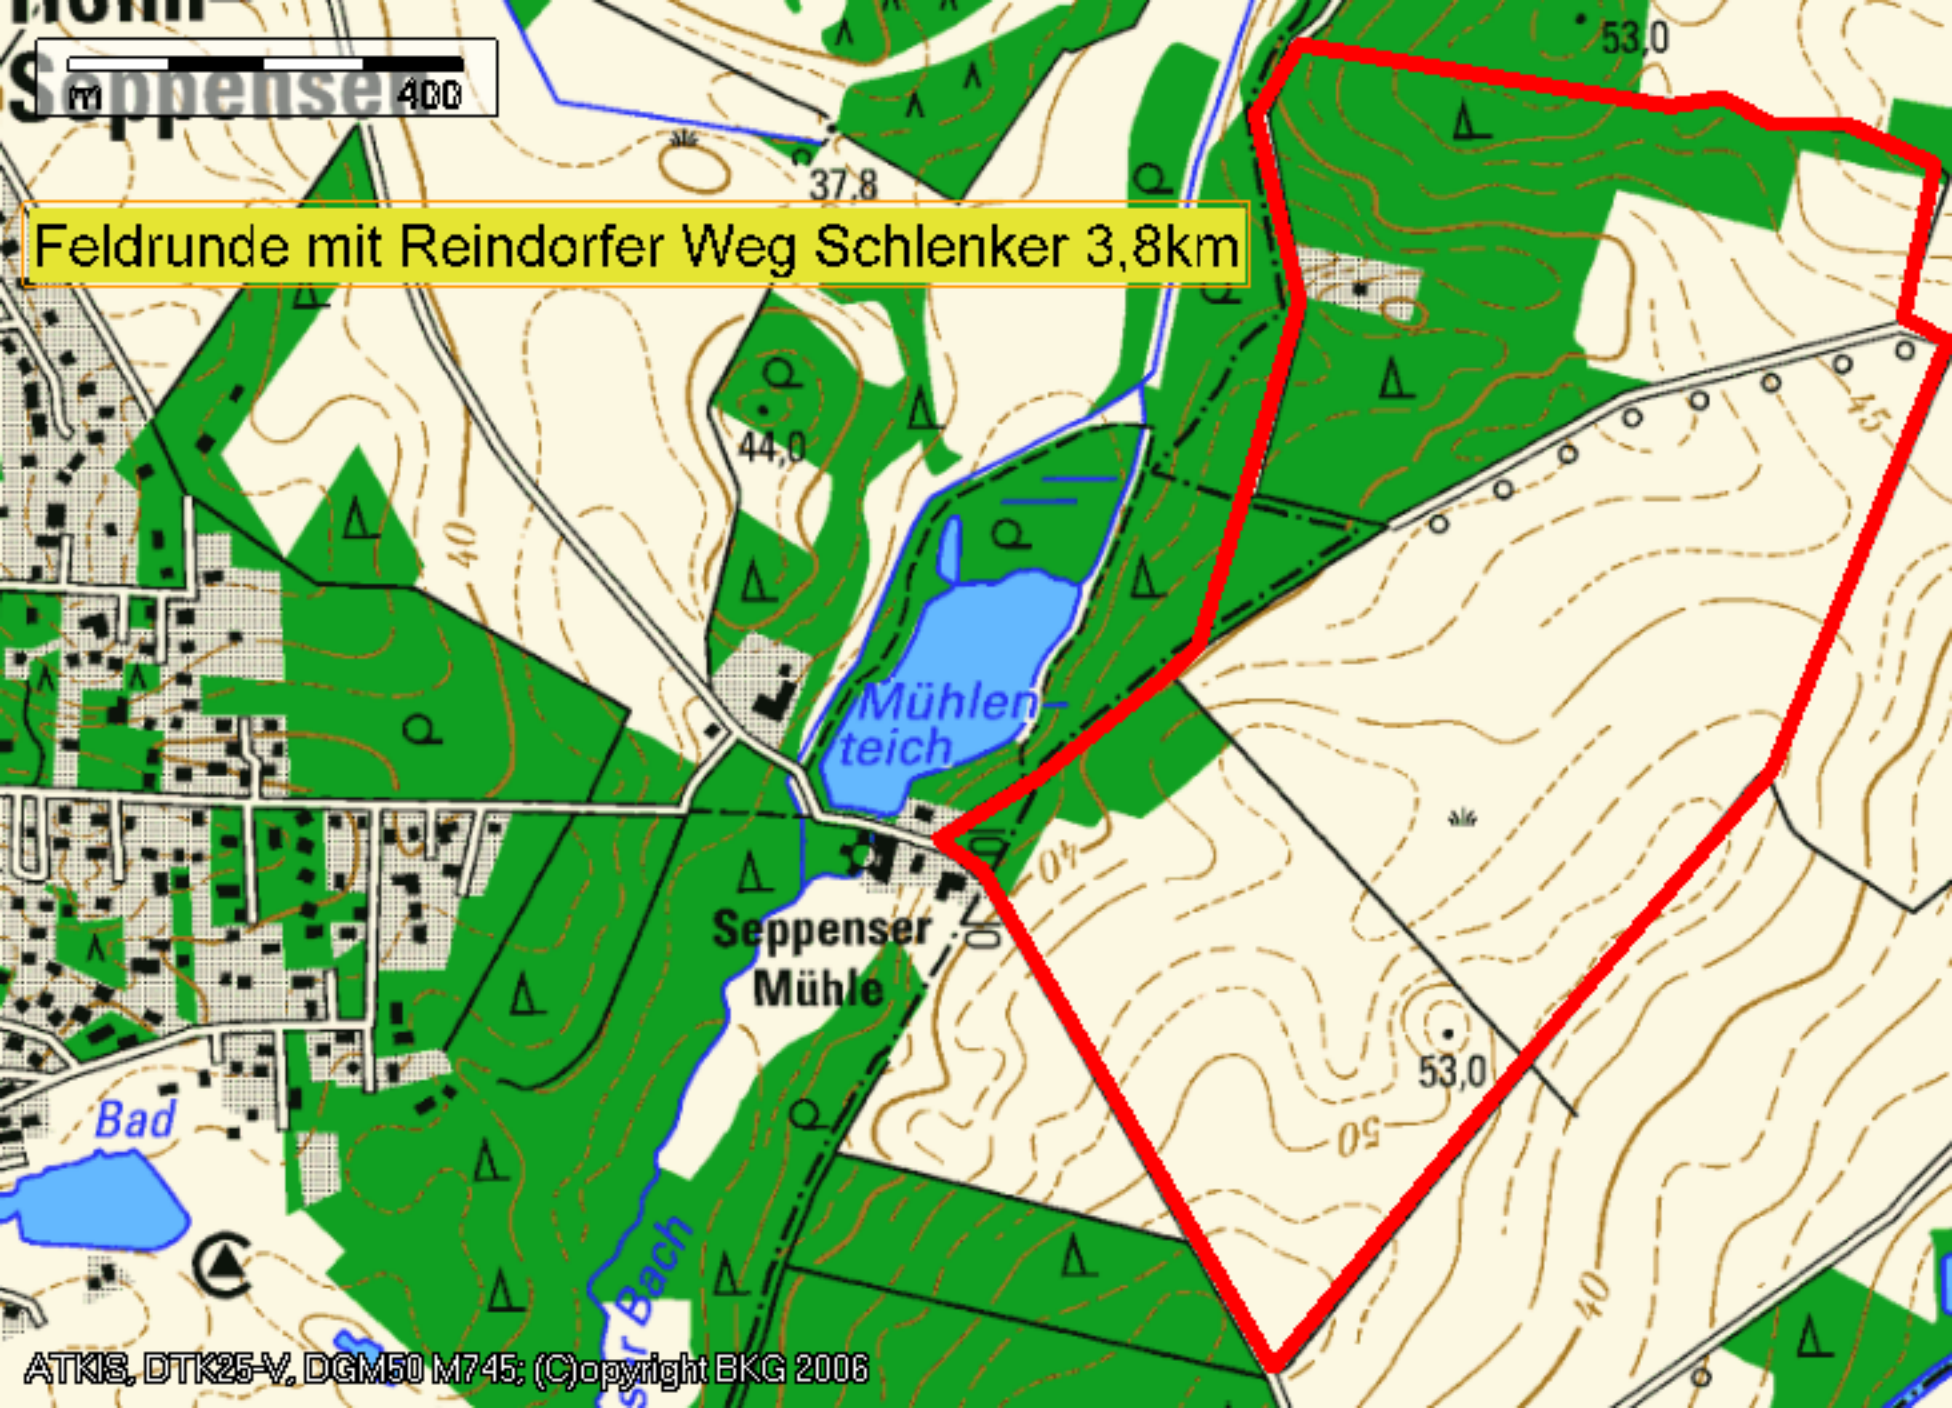 Seppensen
m 400
53,0
37,8
Feldrunde mit Reindorfer Weg Schlenker 3,8km
44,0
45
40
Mühlen-
teich
40
Seppenser
Mühle
53,0
Bad
50
40
Bach
ATKIS, DTK25-V, DGM50 M745; (C)opyright BKG 2006